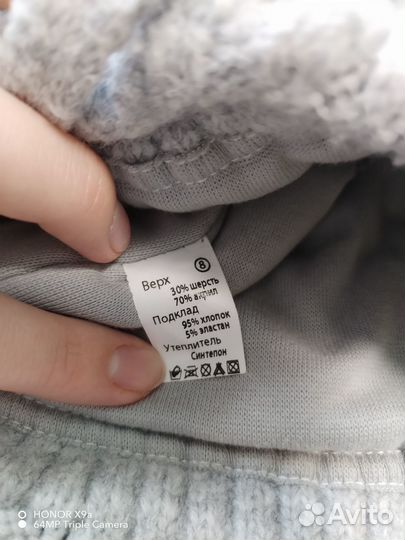 Верх 8
30% шерсть
70% акрил
Подклад
95% хлопок
5% эластан
Утеплитель
Синтепон
HONOR X9a
64MP Triple Camera
Avito